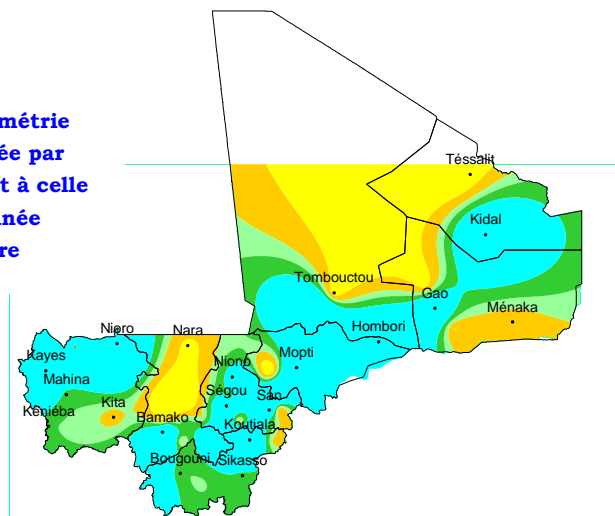 métrie
ée par
t à celle
née
re
Téssalit
Kidal
Tombouctou
Gao
Ménaka
Nioro
Nara
Hombori
Kayes
Niono
Mopti
Mahina
Ségou
San
Kéniéba
Kita
Bamako
Koutiala
Bougouni
Sikasso